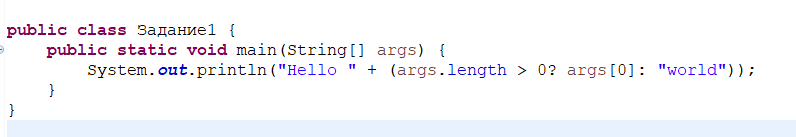 public class Задание1 {
    public static void main(String[] args) {
        System.out.println("Hello " + (args.length > 0? args[0]: "world"));
    }
}